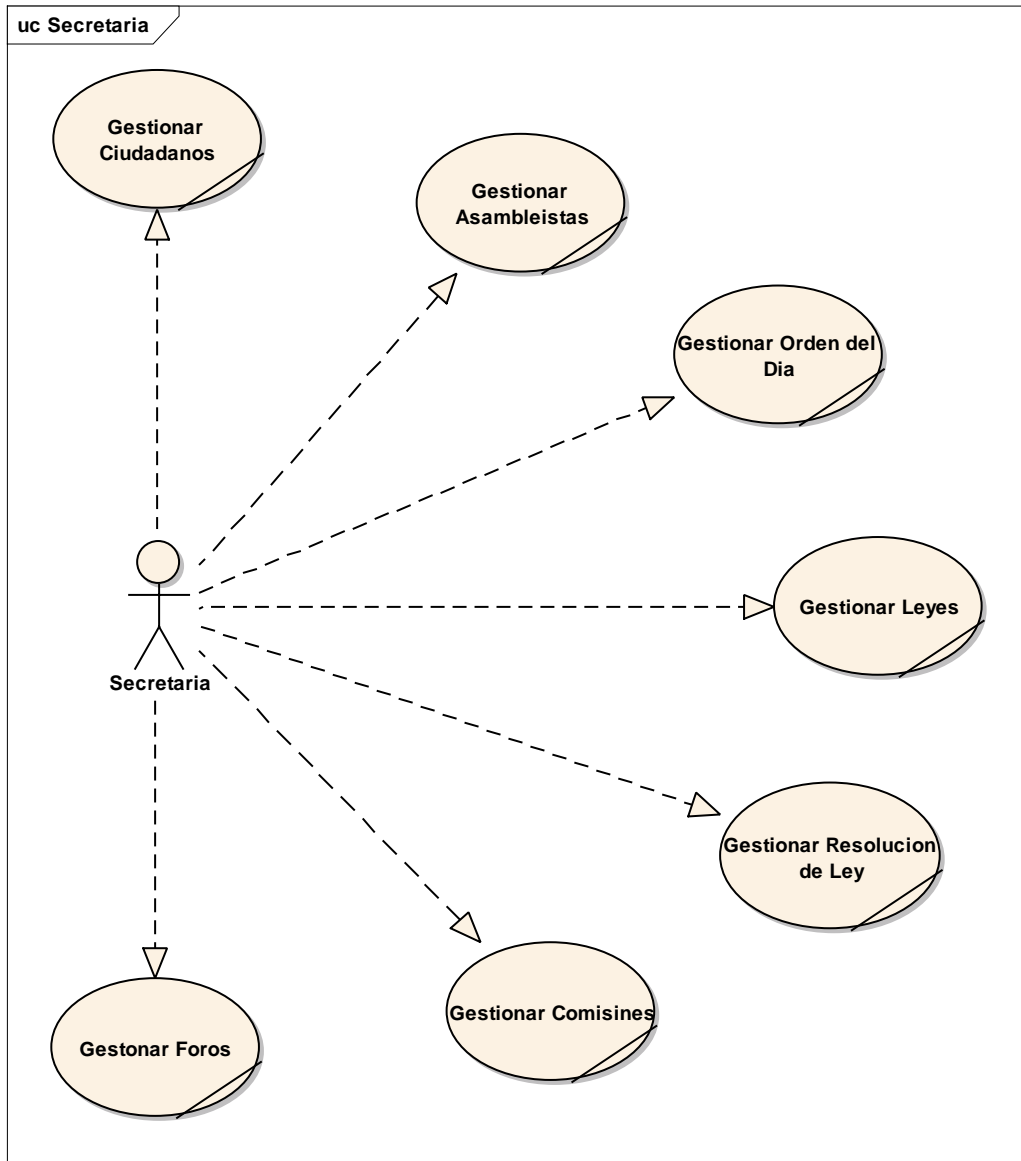 uc Secretaria
Gestionar
Ciudadanos
Gestionar
Asambleistas
Gestionar Orden del
Dia
Gestionar Leyes
Secretaria
Gestionar Resolucion
de Ley
Gestionar Comisines
Gestonar Foros